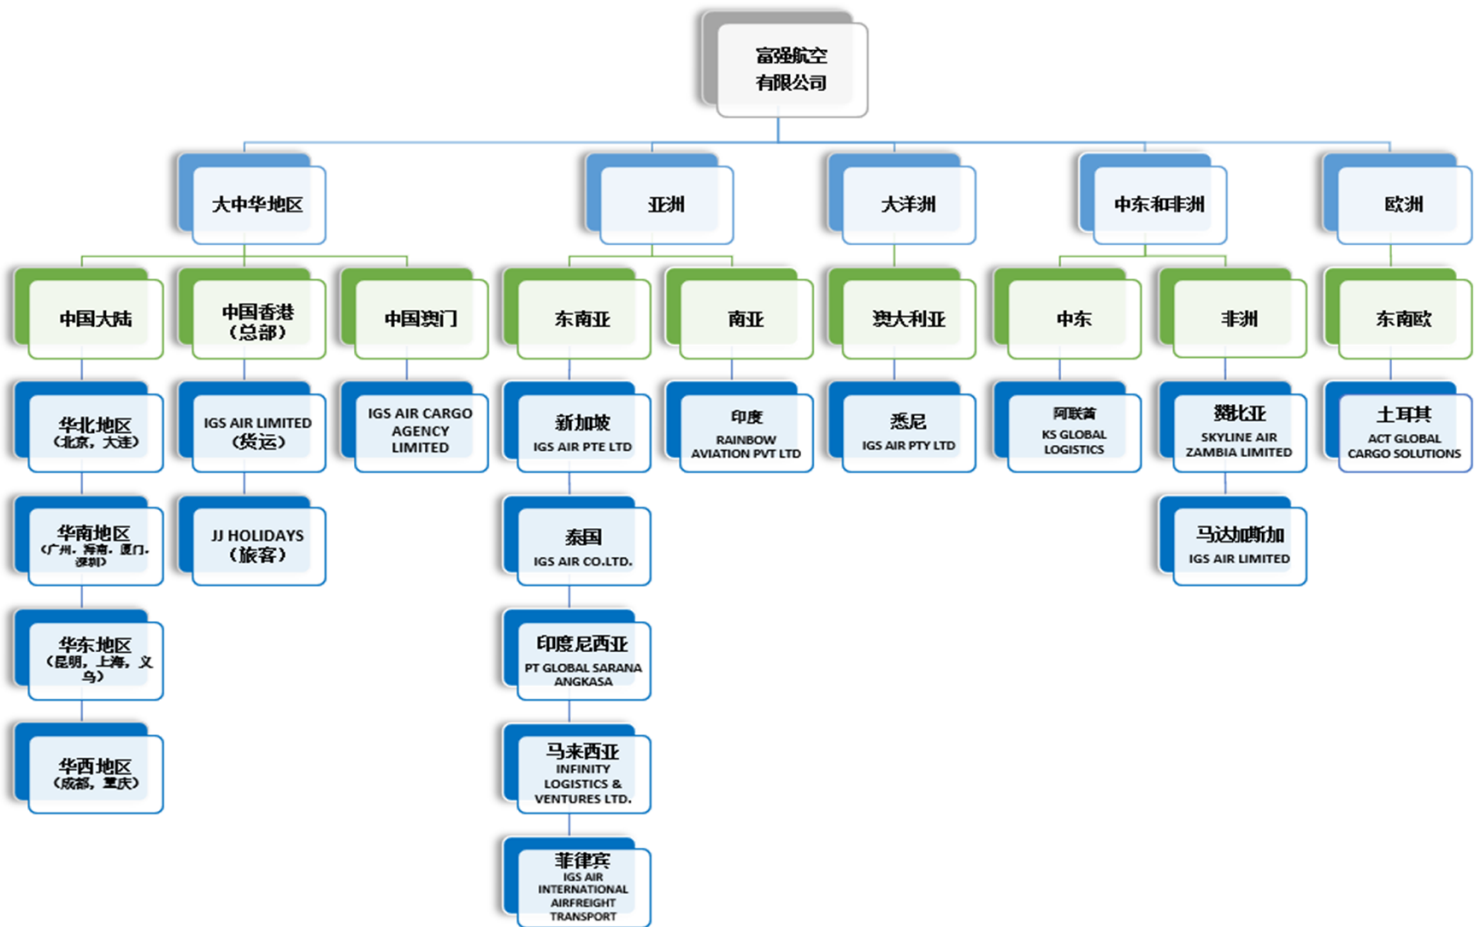 富强航空
有限公司
大中华地区
亚洲
大洋洲
中东和非洲
欧洲
中国大陆
中国香港
（总部）
中国澳门
东南亚
南亚
澳大利亚
中东
非洲
东南欧
华北地区
（北京，大连）
IGS AIR LIMITED
（货运）
IGS AIR CARGO
AGENCY
LIMITED
新加坡
IGS AIR PTE LTD
印度
RAINBOW
AVIATION PVT LTD
悉尼
IGS AIR PTY LTD
阿联酋
KS GLOBAL
LOGISTICS
赞比亚
SKYLINE AIR
ZAMBIA LIMITED
土耳其
ACT GLOBAL
CARGO SOLUTIONS
华南地区
（广州，海南，厦门，
深圳）
JJ HOLIDAYS
（旅客）
泰国
IGS AIR CO.LTD.
马达加斯加
IGS AIR LIMITED
华东地区
（昆明，上海，义
乌）
印度尼西亚
PT GLOBAL SARANA
ANGKASA
华西地区
（成都，重庆）
马来西亚
INFINITY
LOGISTICS &
VENTURES LTD.
菲律宾
IGS AIR
INTERNATIONAL
AIRFREIGHT
TRANSPORT